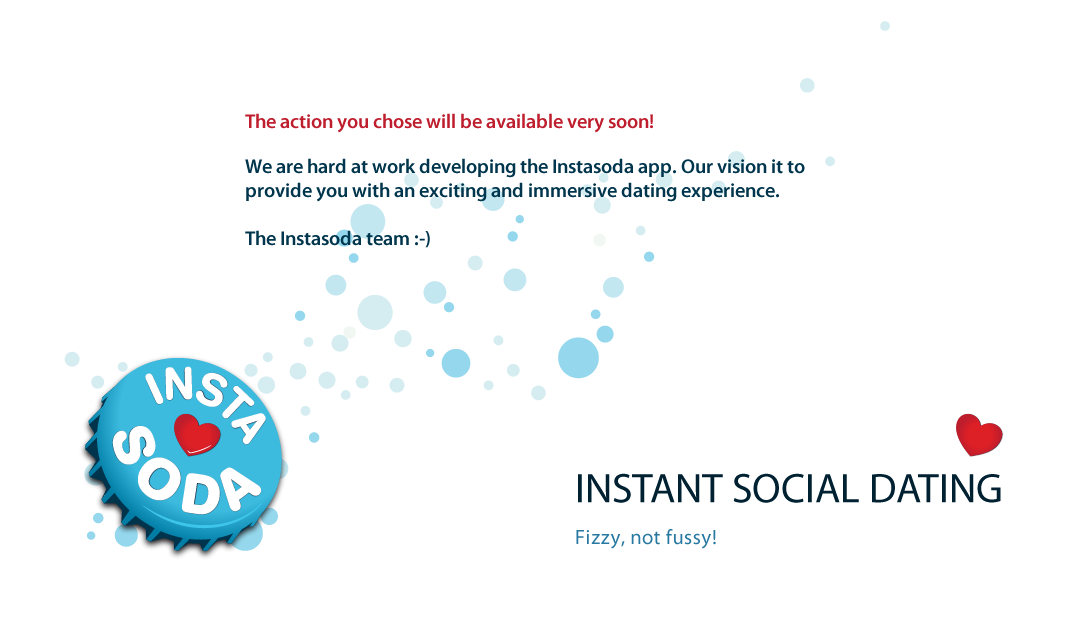 The action you chose will be available very soon!
We are hard at work developing the Instasoda app. Our vision it to
provide you with an exciting and immersive dating experience.
The Instasoda team :-)
INSTA
SODA
INSTANT SOCIAL DATING
Fizzy, not fussy!